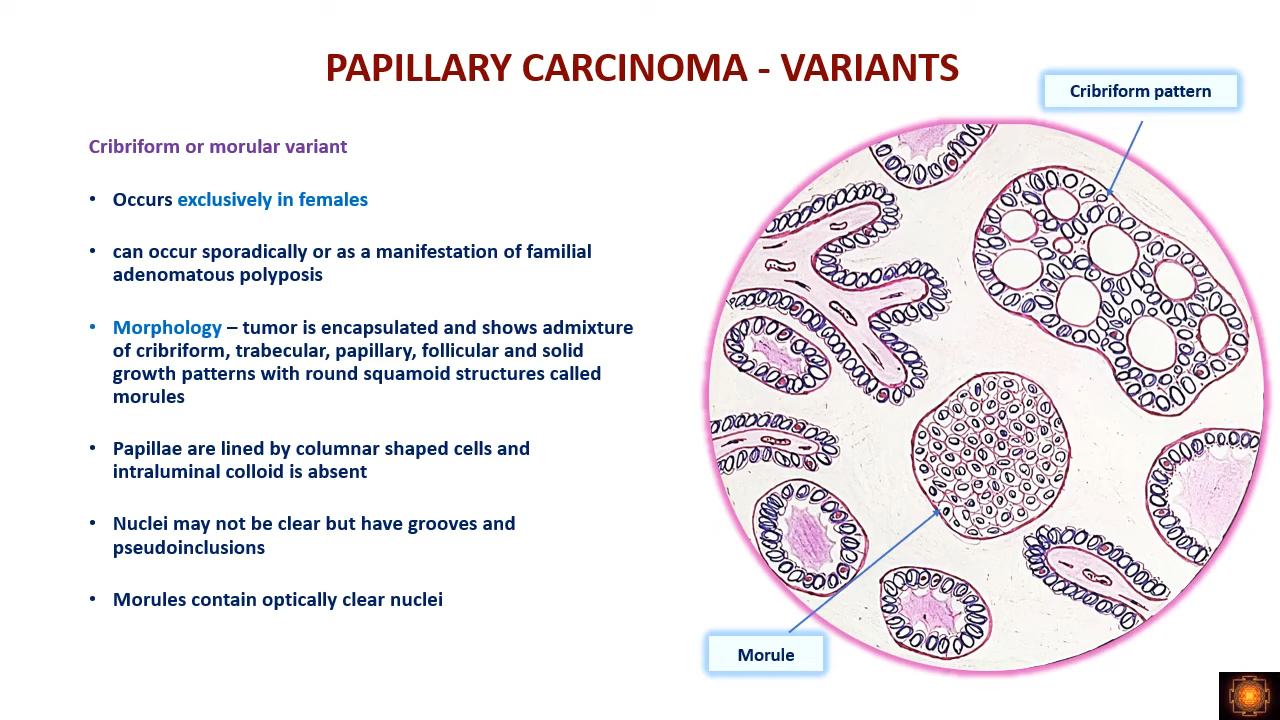 PAPILLARY CARCINOMA - VARIANTS
Cribriform pattern
Cribriform or morular variant
• Occurs exclusively in females
• can occur sporadically or as a manifestation of familial
adenomatous polyposis
• Morphology – tumor is encapsulated and shows admixture
of cribriform, trabecular, papillary, follicular and solid
growth patterns with round squamoid structures called
morules
• Papillae are lined by columnar shaped cells and
intraluminal colloid is absent
• Nuclei may not be clear but have grooves and
pseudoinclusions
• Morules contain optically clear nuclei
Morule